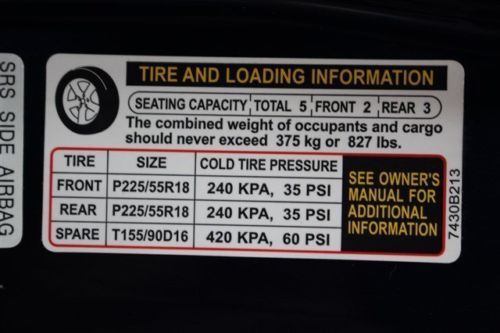 SRS SIDE AIRBAG
TIRE AND LOADING INFORMATION
SEATING CAPACITY TOTAL 5 FRONT 2 REAR 3
The combined weight of occupants and cargo
should never exceed 375 kg or 827 lbs.
TIRE SIZE COLD TIRE PRESSURE
FRONT P225/55R18 240 KPA, 35 PSI
REAR P225/55R18 240 KPA, 35 PSI
SPARE T155/90D16 420 KPA, 60 PSI
SEE OWNER'S
MANUAL FOR
ADDITIONAL
INFORMATION
7430B213